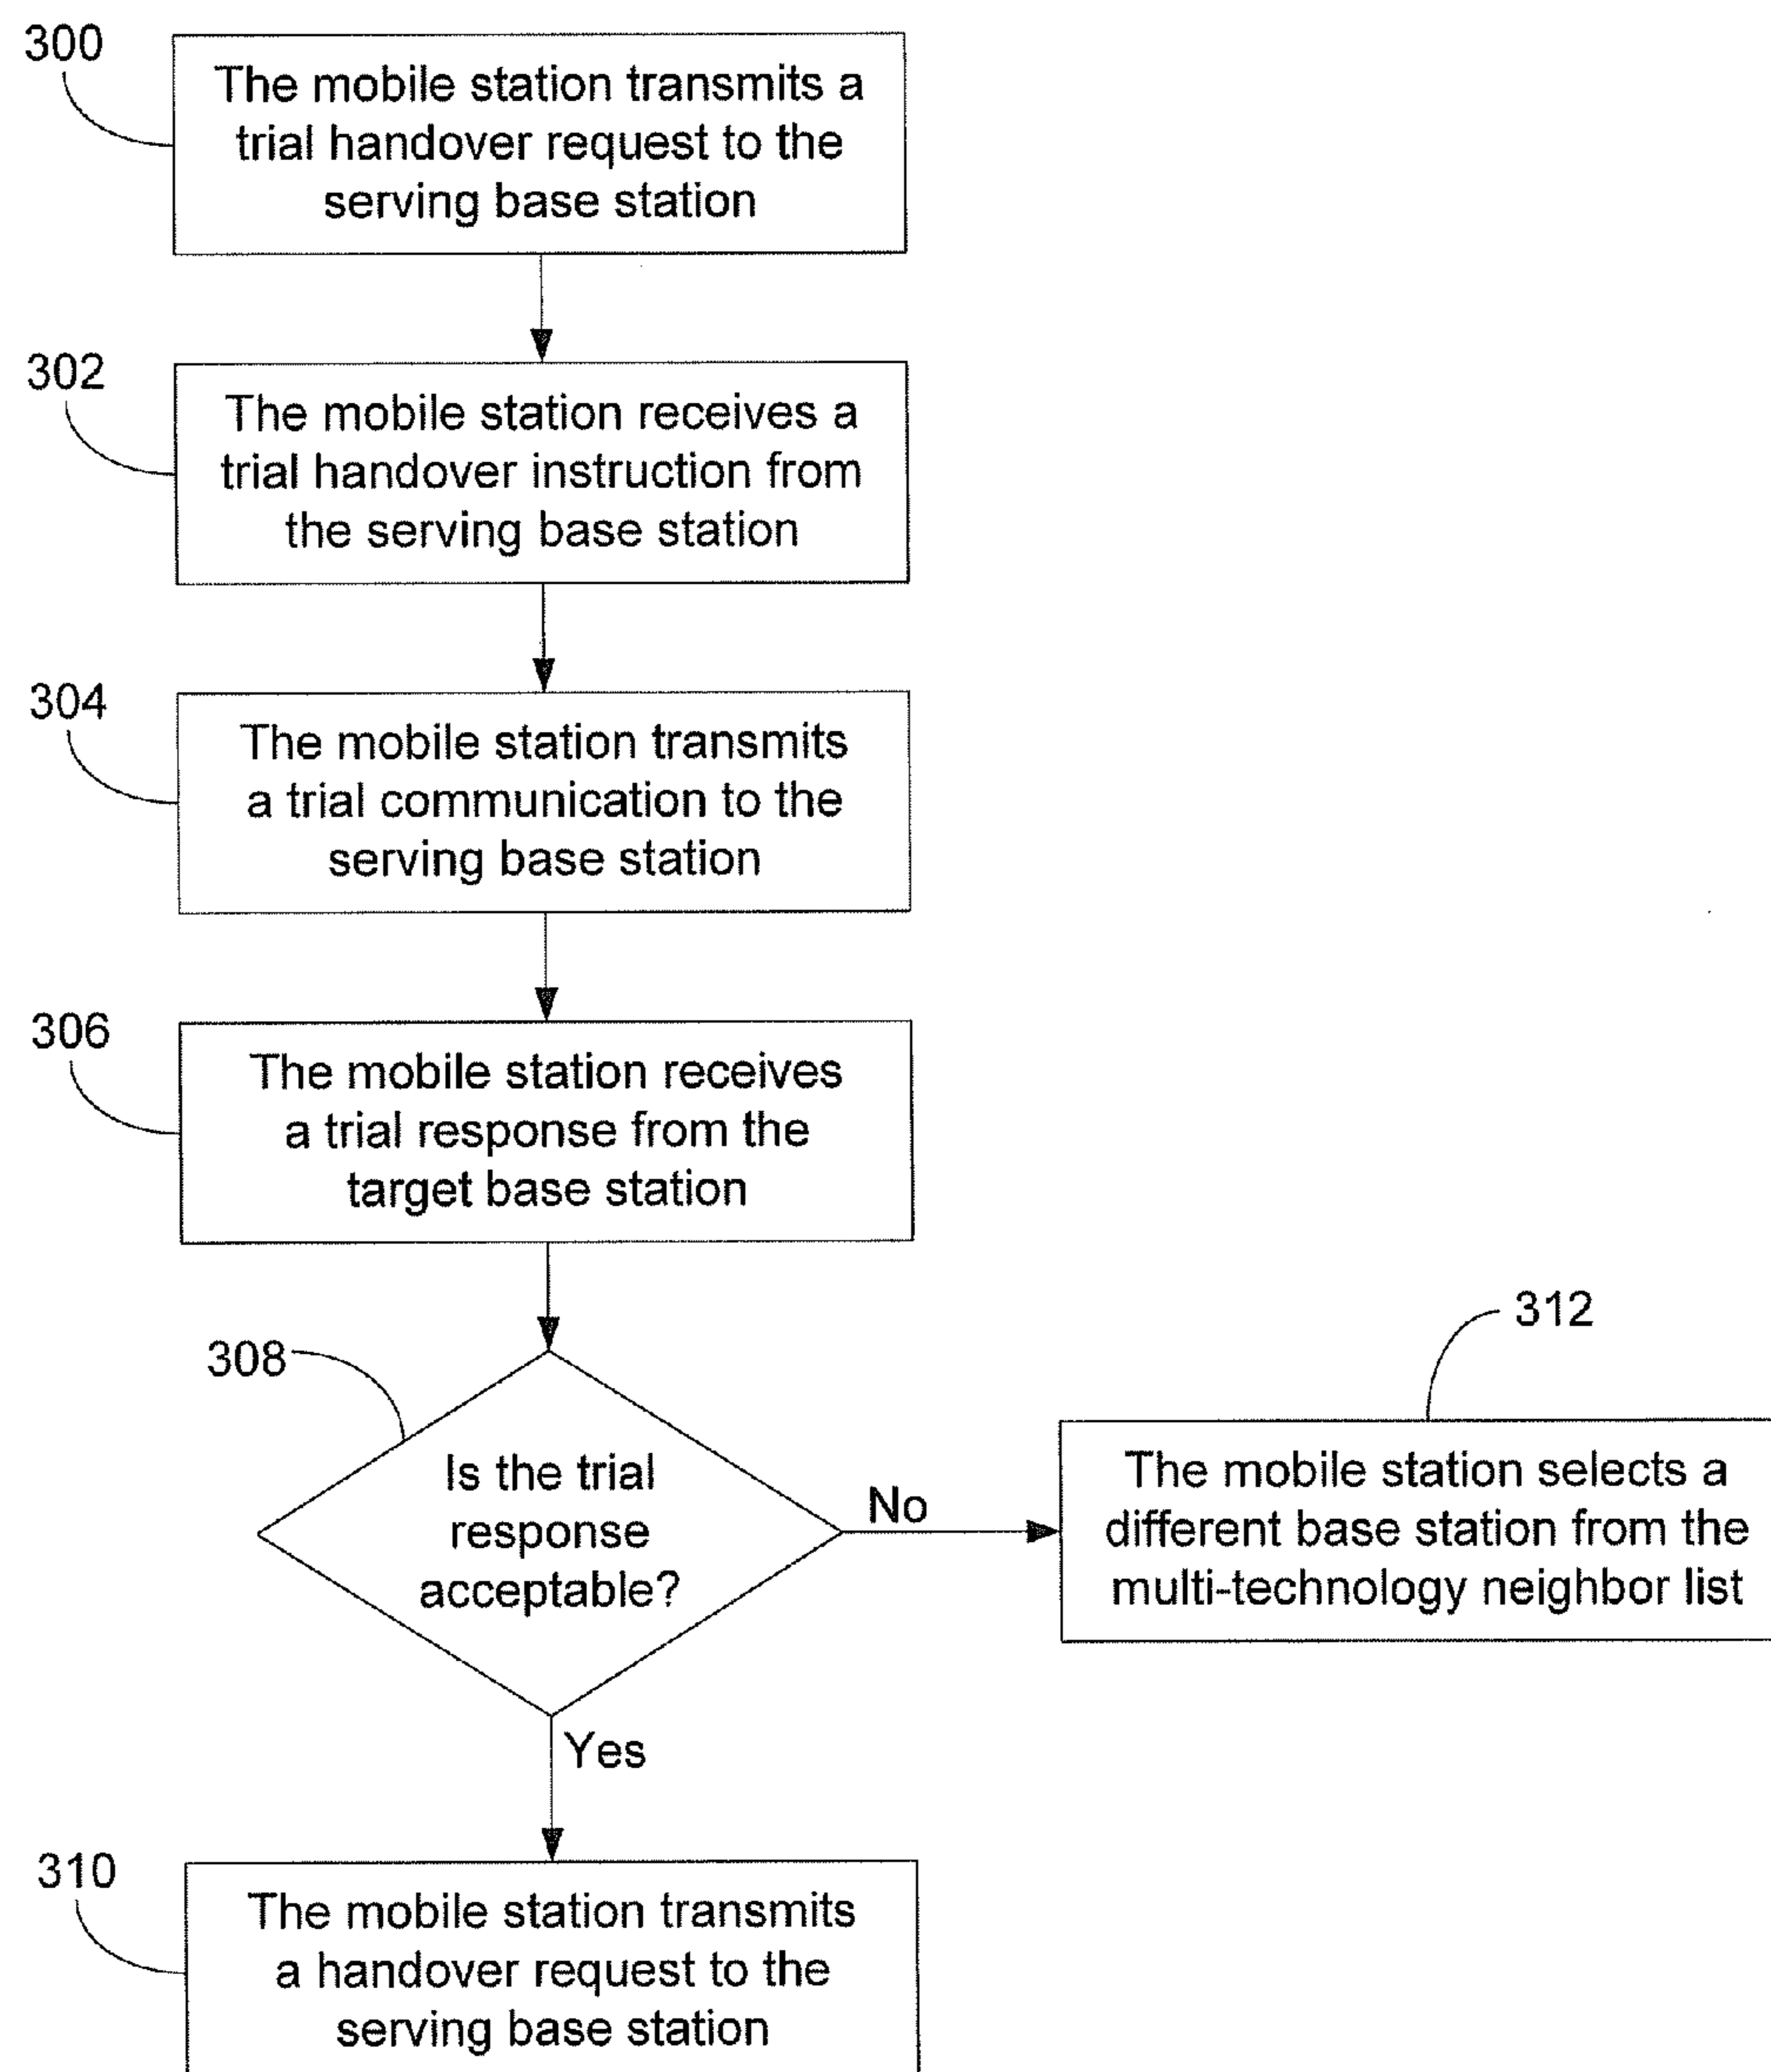 300
The mobile station transmits a
trial handover request to the
serving base station
302
The mobile station receives a
trial handover instruction from
the serving base station
304
The mobile station transmits
a trial communication to the
serving base station
306
The mobile station receives
a trial response from the
target base station
308
Is the trial
response
acceptable?
No
312
The mobile station selects a
different base station from the
multi-technology neighbor list
Yes
310
The mobile station transmits
a handover request to the
serving base station